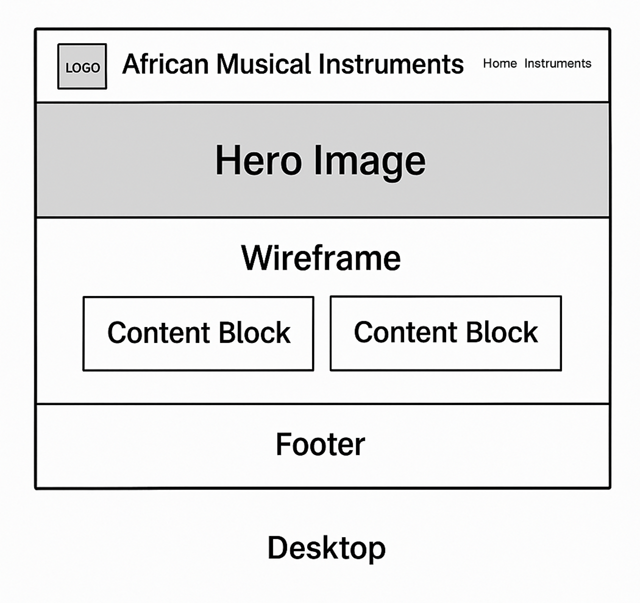 LOGO African Musical Instruments Home Instruments
Hero Image
Wireframe
Content Block Content Block
Footer
Desktop